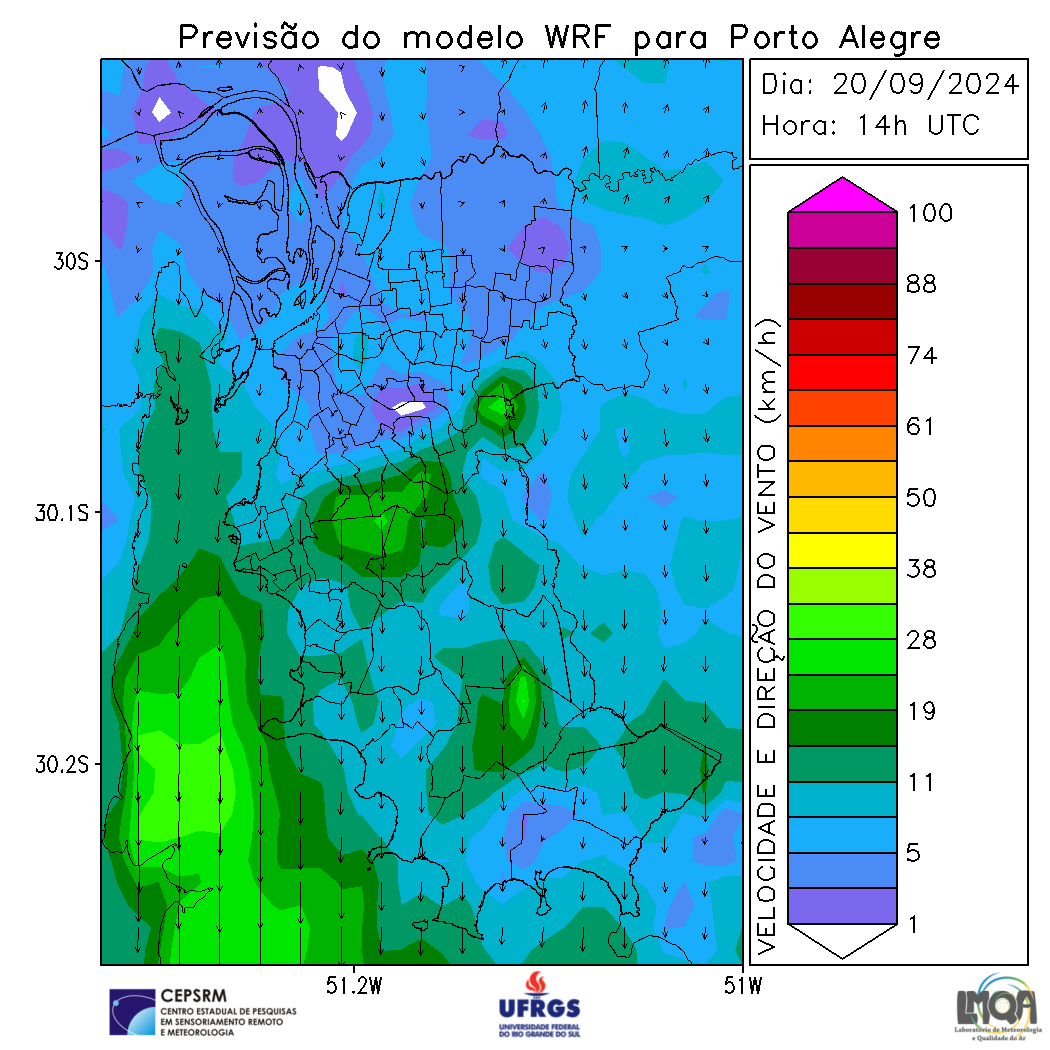 Previsão do modelo WRF para Porto Alegre
Dia: 20/09/2024
Hora: 14h UTC
30S
30.1S
30.2S
51.2W
51W
VELOCIDADE E DIREÇÃO DO VENTO (km/h)
100
88
74
61
50
38
28
19
11
5
1
CEPSRM
CENTRO ESTADUAL DE PESQUISAS
EM SENSORIAMENTO REMOTO
E METEOROLOGIA
UFRGS
UNIVERSIDADE FEDERAL
DO RIO GRANDE DO SUL
LMQA
Laboratório de Meteorologia
e Qualidade do Ar